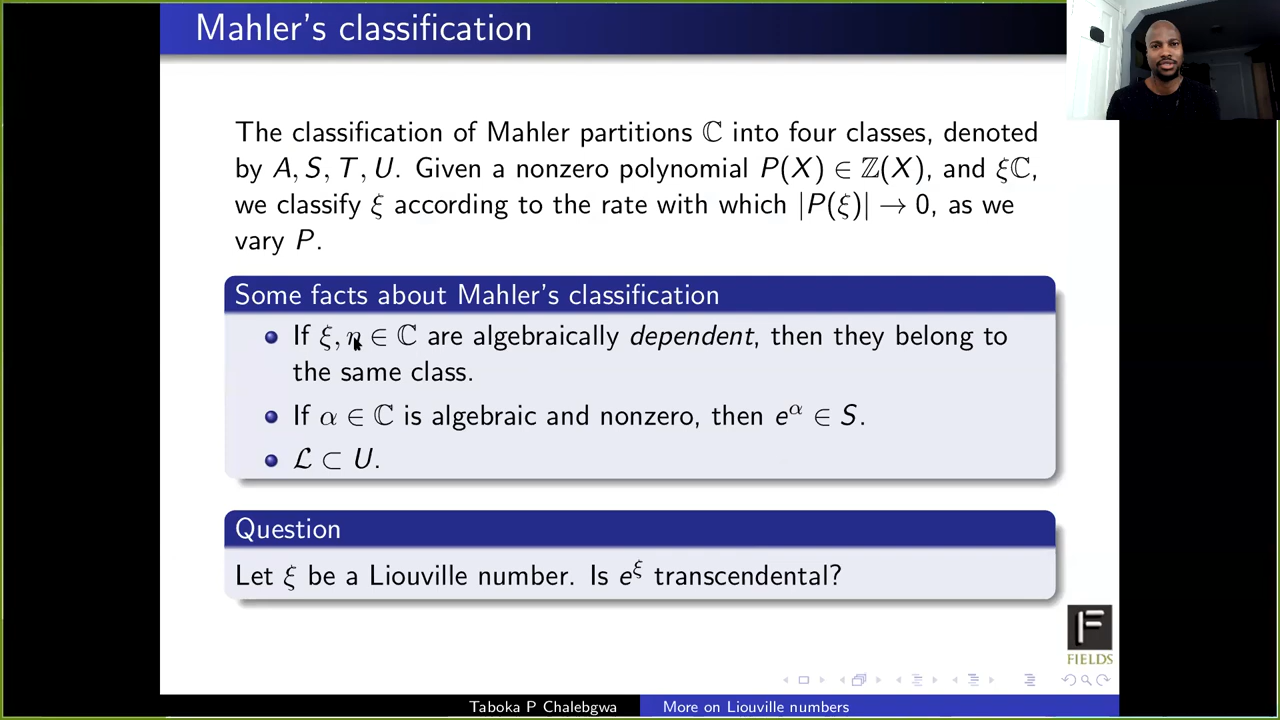 Mahler's classification
The classification of Mahler partitions ℂ into four classes, denoted
by A, S, T, U. Given a nonzero polynomial P(X) ∈ ℤ(X), and ξℂ,
we classify ξ according to the rate with which |P(ξ)| → 0, as we
vary P.
Some facts about Mahler's classification
If ξ, η ∈ ℂ are algebraically dependent, then they belong to
the same class.
If α ∈ ℂ is algebraic and nonzero, then e^α ∈ S.
ℒ ⊂ U.
Question
Let ξ be a Liouville number. Is e^ξ transcendental?
FIELDS
Taboka P Chalebgwa
More on Liouville numbers